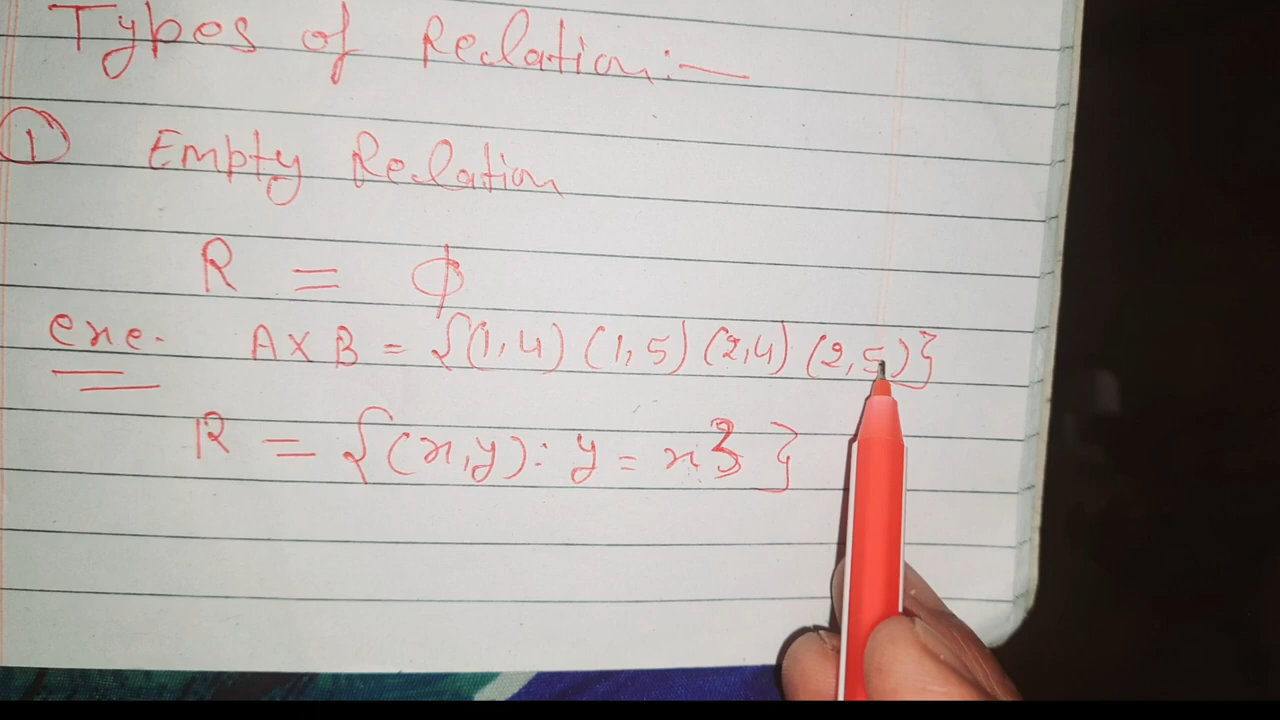 Types of Relation:—
① Empty Relation
R = ϕ
exe. A×B = {(1,4) (1,5) (2,4) (2,5)}
R = {(x,y): y = x3}